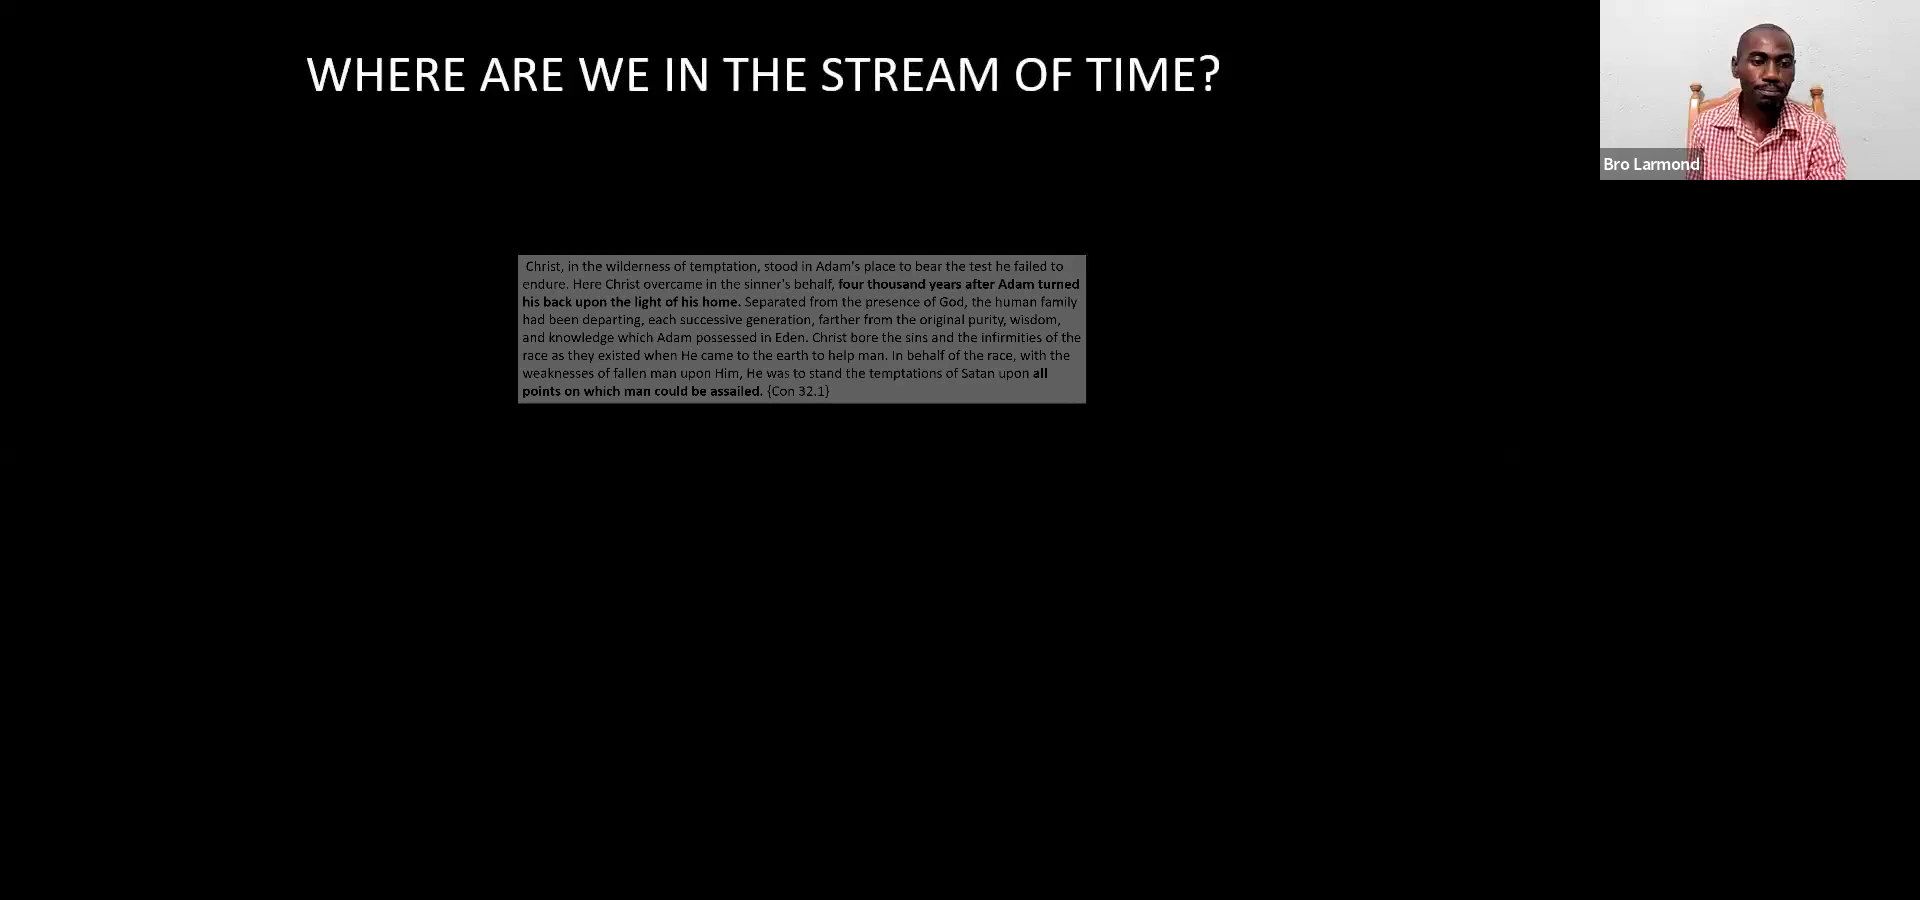 WHERE ARE WE IN THE STREAM OF TIME?
Bro Larmond
Christ, in the wilderness of temptation, stood in Adam's place to bear the test he failed to
endure. Here Christ overcame in the sinner's behalf, four thousand years after Adam turned
his back upon the light of his home. Separated from the presence of God, the human family
had been departing, each successive generation, farther from the original purity, wisdom,
and knowledge which Adam possessed in Eden. Christ bore the sins and the infirmities of the
race as they existed when He came to the earth to help man. In behalf of the race, with the
weaknesses of fallen man upon Him, He was to stand the temptations of Satan upon all
points on which man could be assailed. {Con 32.1}